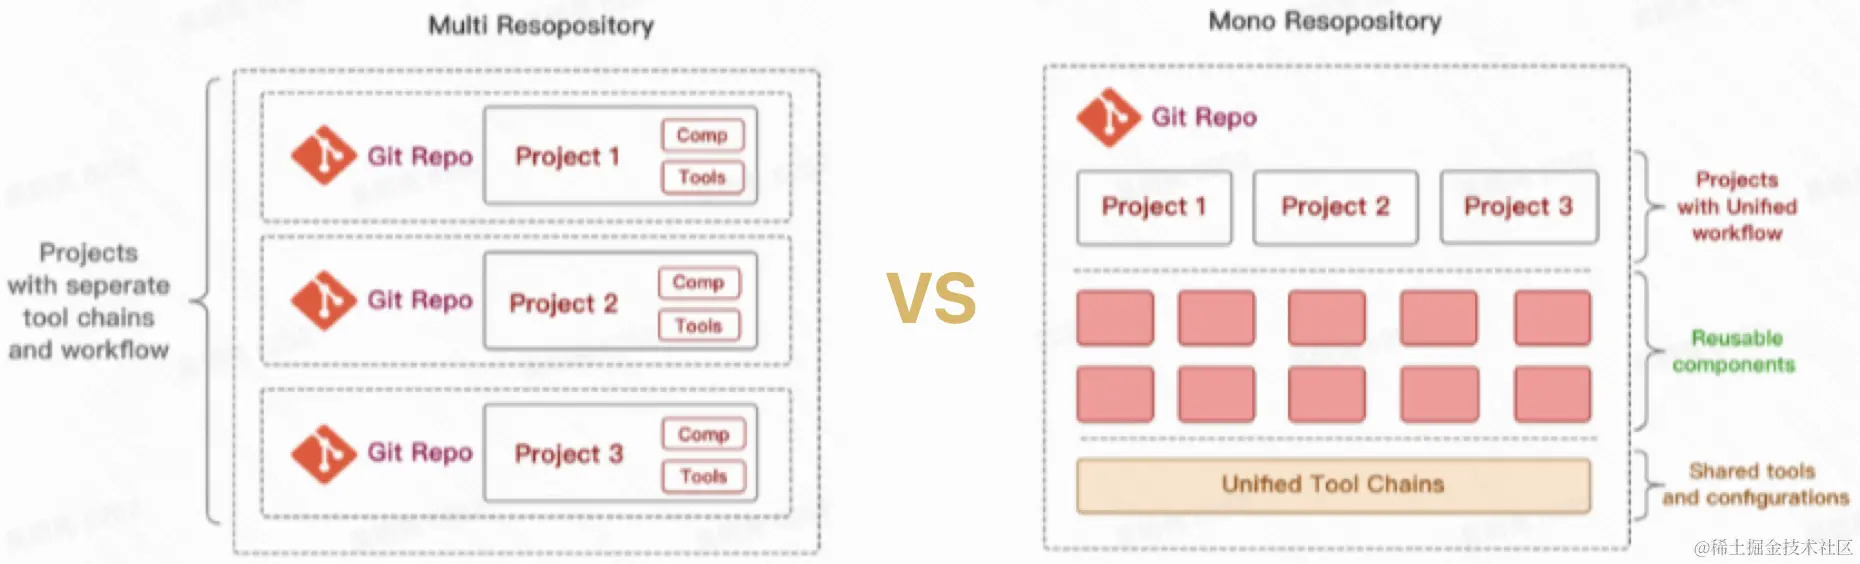 Multi Resopository
Projects
with seperate
tool chains
and workflow
Git Repo
Project 1
Comp
Tools
Git Repo
Project 2
Comp
Tools
Git Repo
Project 3
Comp
Tools
VS
Mono Resopository
Git Repo
Project 1
Project 2
Project 3
Projects
with Unified
workflow
Reusable
components
Unified Tool Chains
Shared tools
and configurations
@稀土掘金技术社区